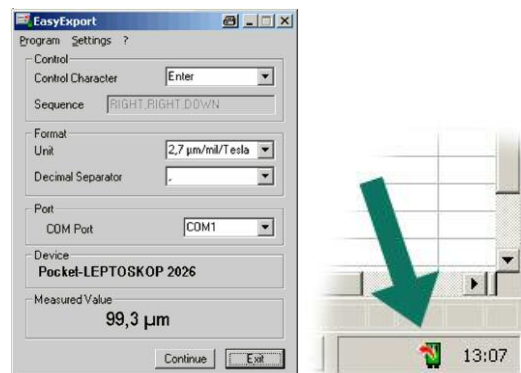 EasyExport
Program Settings ?
Control
Control Character Enter
Sequence RIGHT,RIGHT,DOWN
Format
Unit 2,7 µm/mil/Tesla
Decimal Separator ,
Port
COM Port COM1
Device
Pocket-LEPTOSKOP 2026
Measured Value
99,3 µm
Continue Exit
13:07